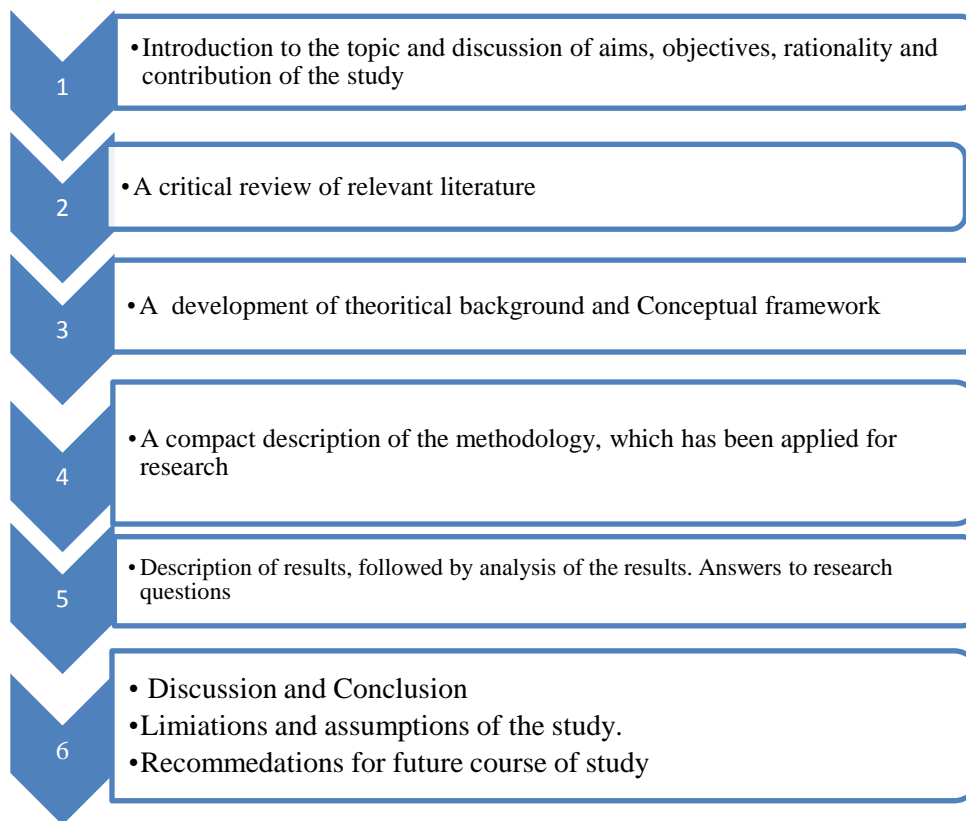 1
•Introduction to the topic and discussion of aims, objectives, rationality and
contribution of the study
2
•A critical review of relevant literature
3
•A  development of theoritical background and Conceptual framework
4
•A compact description of the methodology, which has been applied for
research
5
•Description of results, followed by analysis of the results. Answers to research
questions
6
• Discussion and Conclusion
•Limiations and assumptions of the study.
•Recommedations for future course of study